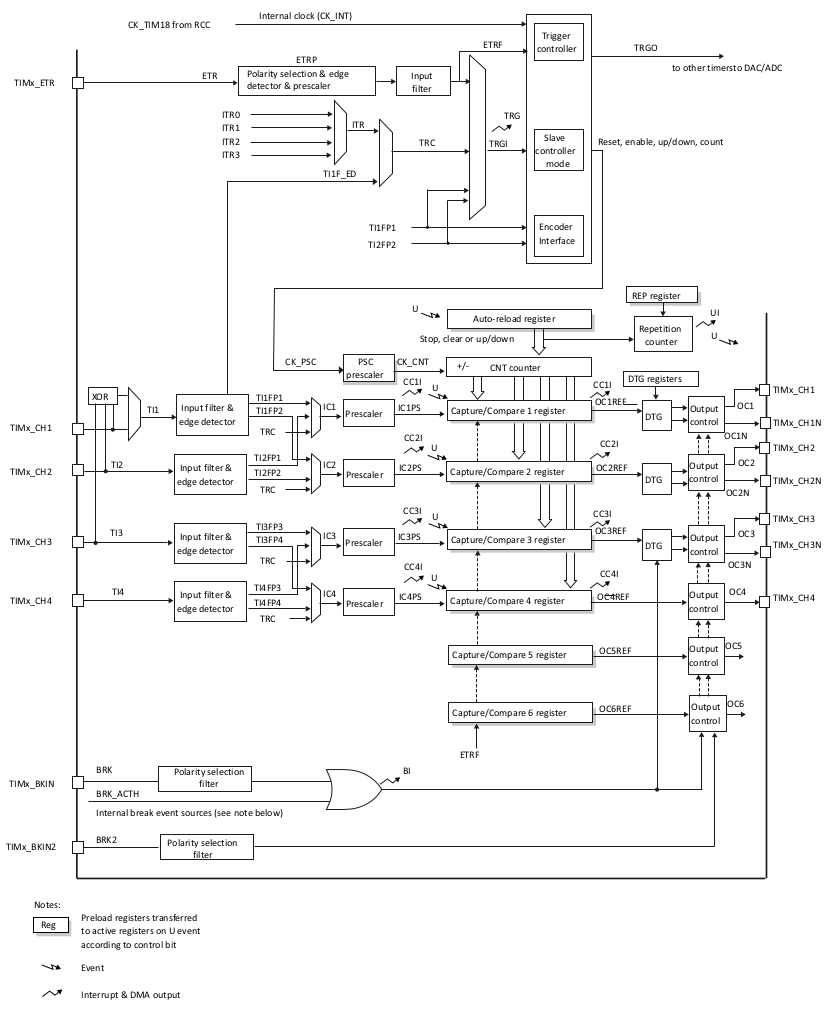 Internal clock (CK_INT)
CK_TIM18 from RCC
Trigger
controller
ETRF
TRGO
to other timersto DAC/ADC
ETRP
TIMx_ETR
ETR
Polarity selection & edge
detector & prescaler
Input
filter
ITR0
ITR1
ITR2
ITR3
ITR
TRC
TRG
TRGI
Slave
controller
mode
Reset, enable, up/down, count
TI1F_ED
TI1FP1
TI2FP2
Encoder
Interface
REP register
U
Auto-reload register
Repetition
counter
UI
U
Stop, clear or up/down
CK_PSC
PSC
prescaler
CK_CNT
+/-
CNT counter
DTG registers
XOR
TI1
Input filter &
edge detector
TI1FP1
TI1FP2
TRC
IC1
Prescaler
CC1I
U
IC1PS
Capture/Compare 1 register
CC1I
OC1REF
DTG
Output
control
OC1
OC1N
TIMx_CH1
TIMx_CH1N
TIMx_CH1
TIMx_CH2
TI2
Input filter &
edge detector
TI2FP1
TI2FP2
TRC
IC2
Prescaler
CC2I
U
IC2PS
Capture/Compare 2 register
CC2I
OC2REF
DTG
Output
control
OC2
OC2N
TIMx_CH2
TIMx_CH2N
TIMx_CH3
TI3
Input filter &
edge detector
TI3FP3
TI3FP4
TRC
IC3
Prescaler
CC3I
U
IC3PS
Capture/Compare 3 register
CC3I
OC3REF
DTG
Output
control
OC3
OC3N
TIMx_CH3
TIMx_CH3N
TIMx_CH4
TI4
Input filter &
edge detector
TI4FP3
TI4FP4
TRC
IC4
Prescaler
CC4I
U
IC4PS
Capture/Compare 4 register
CC4I
OC4REF
Output
control
OC4
TIMx_CH4
Capture/Compare 5 register
OC5REF
Output
control
OC5
Capture/Compare 6 register
OC6REF
Output
control
OC6
ETRF
TIMx_BKIN
BRK
Polarity selection
filter
BI
BRK_ACTH
Internal break event sources (see note below)
TIMx_BKIN2
BRK2
Polarity selection
filter
Notes:
Reg
Preload registers transferred
to active registers on U event
according to control bit
Event
Interrupt & DMA output